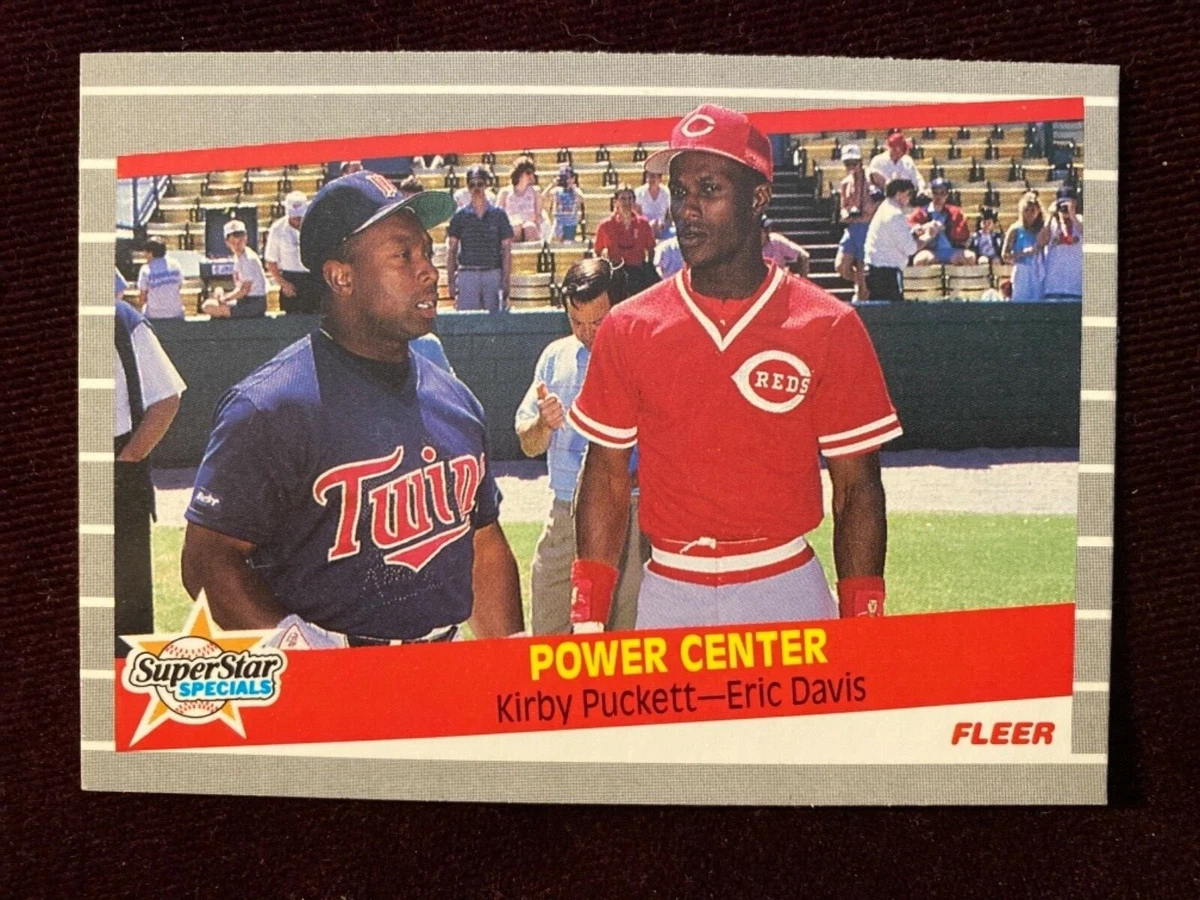 C
REDS
Twins
POWER CENTER
Kirby Puckett—Eric Davis
SuperStar
SPECIALS
FLEER